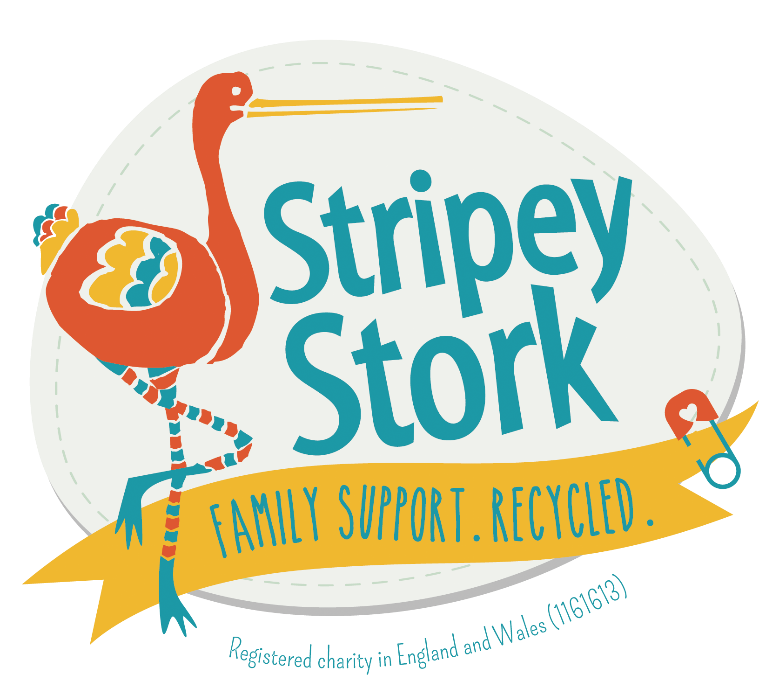 Stripey
Stork
FAMILY SUPPORT. RECYCLED.
Registered charity in England and Wales (1161613)